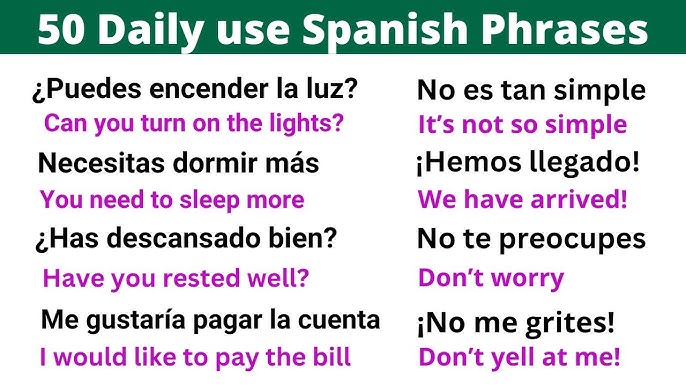 50 Daily use Spanish Phrases
¿Puedes encender la luz?
Can you turn on the lights?
Necesitas dormir más
You need to sleep more
¿Has descansado bien?
Have you rested well?
Me gustaría pagar la cuenta
I would like to pay the bill
No es tan simple
It’s not so simple
¡Hemos llegado!
We have arrived!
No te preocupes
Don’t worry
¡No me grites!
Don’t yell at me!